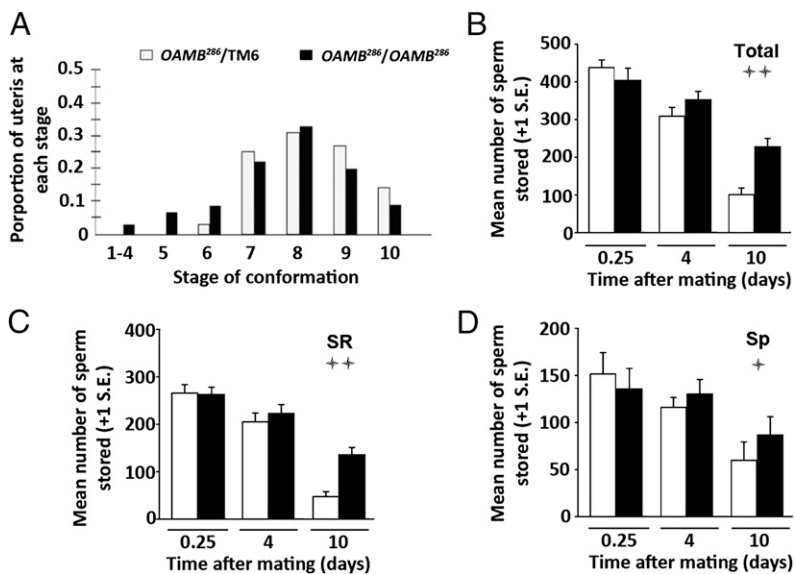 A
OAMB²⁸⁶/TM6
OAMB²⁸⁶/OAMB²⁸⁶
Porportion of uteris at
each stage
0.5
0.3
0.2
0.1
0
1-4 5 6 7 8 9 10
Stage of conformation
B
Total
Mean number of sperm
stored (+1 S.E.)
500
400
300
200
100
0
0.25 4 10
Time after mating (days)
C
SR
Mean number of sperm
stored (+1 S.E.)
400
300
200
100
0
0.25 4 10
Time after mating (days)
D
Sp
Mean number of sperm
stored (+1 S.E.)
200
150
100
50
0
0.25 4 10
Time after mating (days)